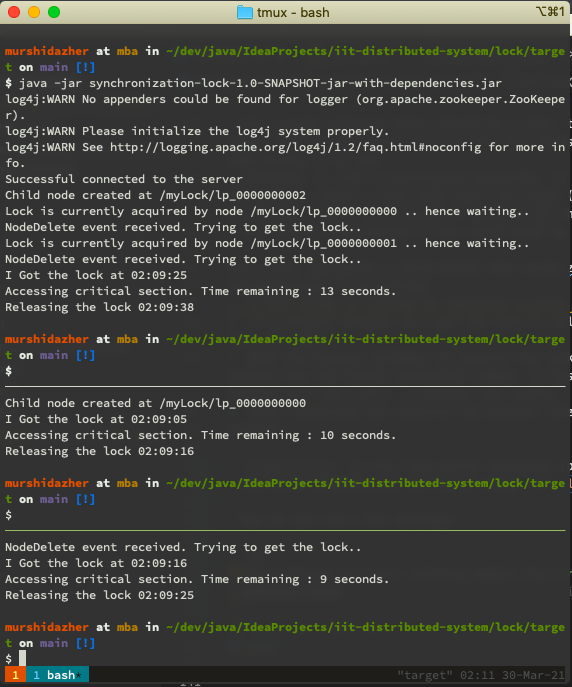 tmux - bash
⌥⌘1
murshidazher at mba in ~/dev/java/IdeaProjects/iit-distributed-system/lock/targe
t on main [!]
$ java -jar synchronization-lock-1.0-SNAPSHOT-jar-with-dependencies.jar
log4j:WARN No appenders could be found for logger (org.apache.zookeeper.ZooKeepe
r).
log4j:WARN Please initialize the log4j system properly.
log4j:WARN See http://logging.apache.org/log4j/1.2/faq.html#noconfig for more in
fo.
Successful connected to the server
Child node created at /myLock/lp_0000000002
Lock is currently acquired by node /myLock/lp_0000000000 .. hence waiting..
NodeDelete event received. Trying to get the lock..
Lock is currently acquired by node /myLock/lp_0000000001 .. hence waiting..
NodeDelete event received. Trying to get the lock..
I Got the lock at 02:09:25
Accessing critical section. Time remaining : 13 seconds.
Releasing the lock 02:09:38
murshidazher at mba in ~/dev/java/IdeaProjects/iit-distributed-system/lock/targe
t on main [!]
$
Child node created at /myLock/lp_0000000000
I Got the lock at 02:09:05
Accessing critical section. Time remaining : 10 seconds.
Releasing the lock 02:09:16
murshidazher at mba in ~/dev/java/IdeaProjects/iit-distributed-system/lock/targe
t on main [!]
$
NodeDelete event received. Trying to get the lock..
I Got the lock at 02:09:16
Accessing critical section. Time remaining : 9 seconds.
Releasing the lock 02:09:25
murshidazher at mba in ~/dev/java/IdeaProjects/iit-distributed-system/lock/targe
t on main [!]
$
1 1 bash* "target" 02:11 30-Mar-21